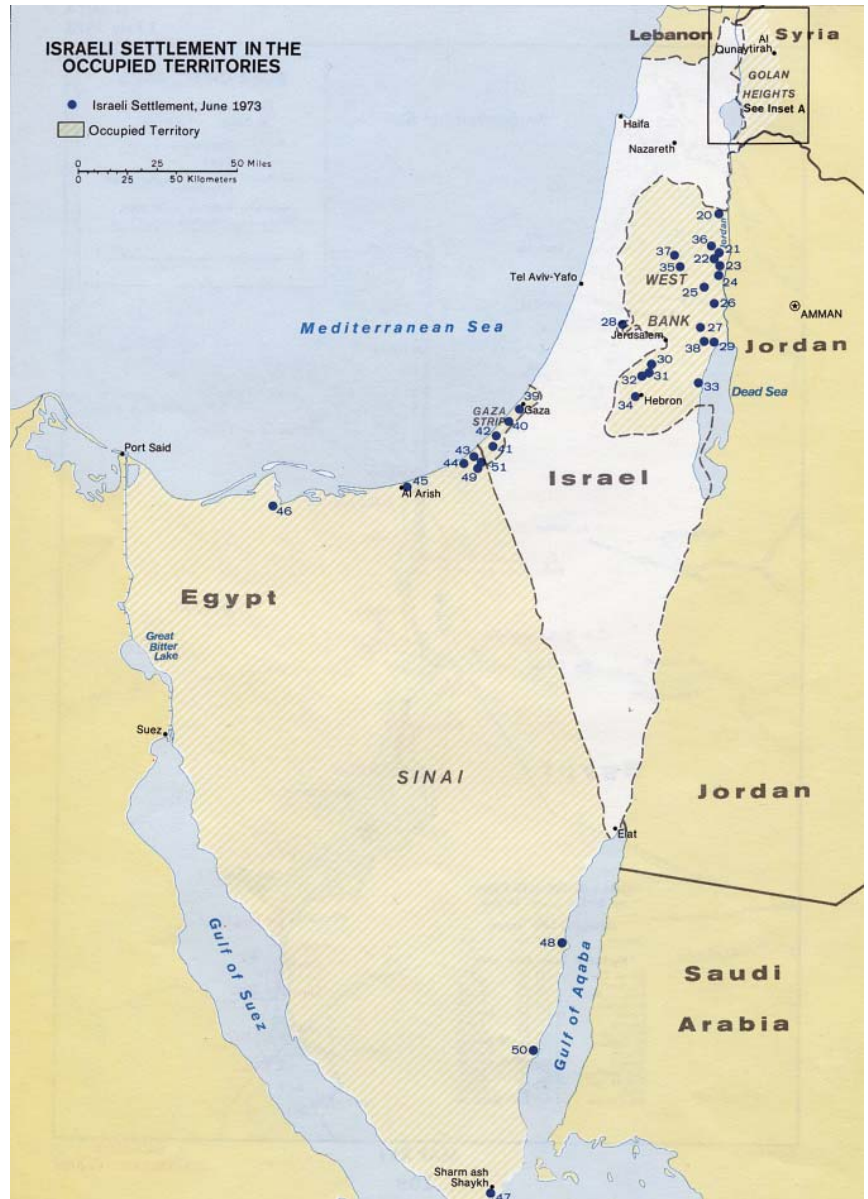 ISRAELI SETTLEMENT IN THE
OCCUPIED TERRITORIES
Israeli Settlement, June 1973
Occupied Territory
0 25 50 Miles
0 25 50 Kilometers
Lebanon
Al
Qunaytirah
Syria
GOLAN
HEIGHTS
See Inset A
Haifa
Nazareth
20
Jordan
36
21
37
22
35
23
24
WEST
25
Tel Aviv-Yafo
26
AMMAN
28
BANK
27
Mediterranean Sea
Jerusalem
38
29
Jordan
30
32
31
33
Dead Sea
34
Hebron
39
Gaza
GAZA
STRIP
40
42
41
43
44
51
49
Port Said
45
Al Arish
Israel
46
Egypt
Great
Bitter
Lake
Suez
SINAI
Jordan
Elat
Gulf of Suez
48
Gulf of Aqaba
Saudi
Arabia
50
Sharm ash
Shaykh
47